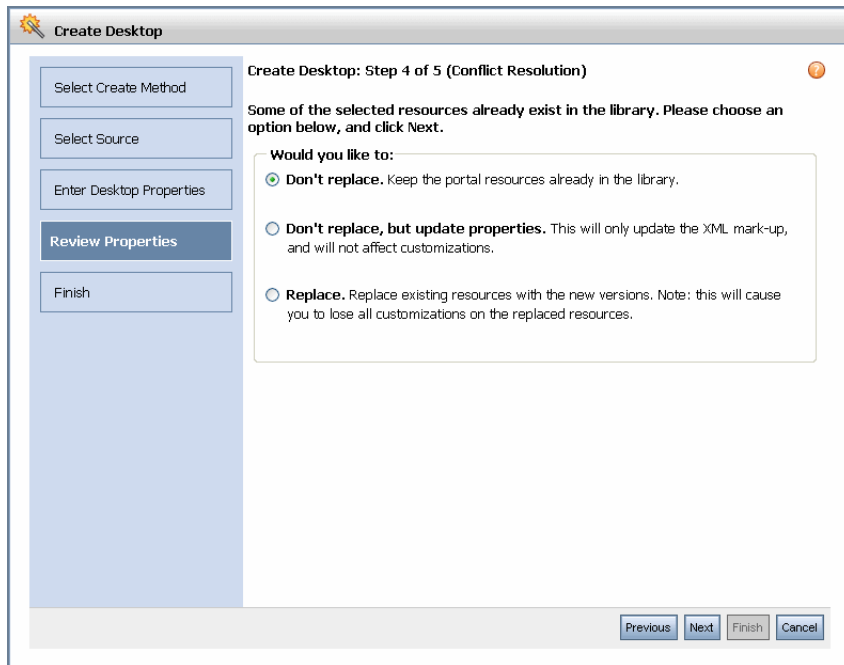 Create Desktop
Select Create Method
Select Source
Enter Desktop Properties
Review Properties
Finish
Create Desktop: Step 4 of 5 (Conflict Resolution)
?
Some of the selected resources already exist in the library. Please choose an
option below, and click Next.
Would you like to:
Don't replace. Keep the portal resources already in the library.
Don't replace, but update properties. This will only update the XML mark-up,
and will not affect customizations.
Replace. Replace existing resources with the new versions. Note: this will cause
you to lose all customizations on the replaced resources.
Previous Next Finish Cancel